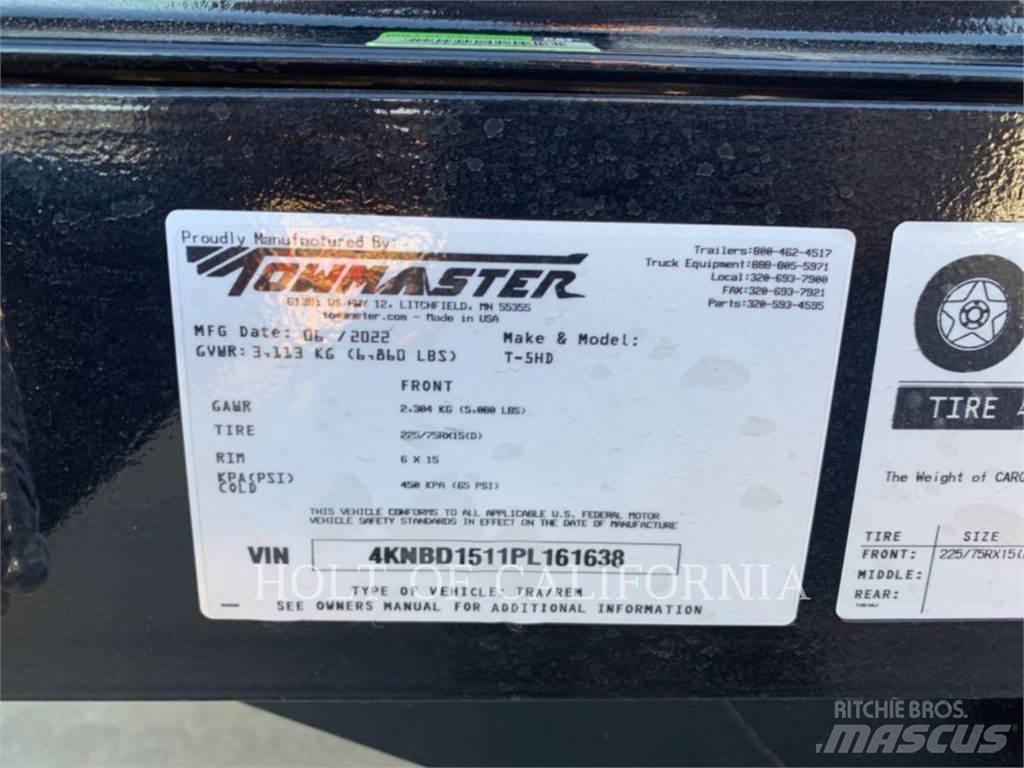 Proudly Manufactured By:
TOWMASTER
61381 US HWY 12, LITCHFIELD, MN 55355
towmaster.com - Made in USA
Trailers:800-462-4517
Truck Equipment:888-805-5971
Local:320-693-7900
FAX:320-693-7921
Parts:320-593-4595
MFG Date: 06 /2022
GVWR: 3,113 KG (6,860 LBS)
Make & Model:
T-5HD
FRONT
GAWR 2,304 KG (5,080 LBS)
TIRE 225/75RX15(D)
RIM 6 X 15
KPA(PSI) COLD 450 KPA (65 PSI)
THIS VEHICLE CONFORMS TO ALL APPLICABLE U.S. FEDERAL MOTOR
VEHICLE SAFETY STANDARDS IN EFFECT ON THE DATE OF MANUFACTURE
VIN 4KNBD1511PL161638
TYPE OF VEHICLE: TRA/REM
SEE OWNERS MANUAL FOR ADDITIONAL INFORMATION
TIRE
The Weight of CARG
TIRE SIZE
FRONT: 225/75RX15(
MIDDLE:
REAR:
HOLT OF CALIFORNIA
RITCHIE BROS.
MASCUS